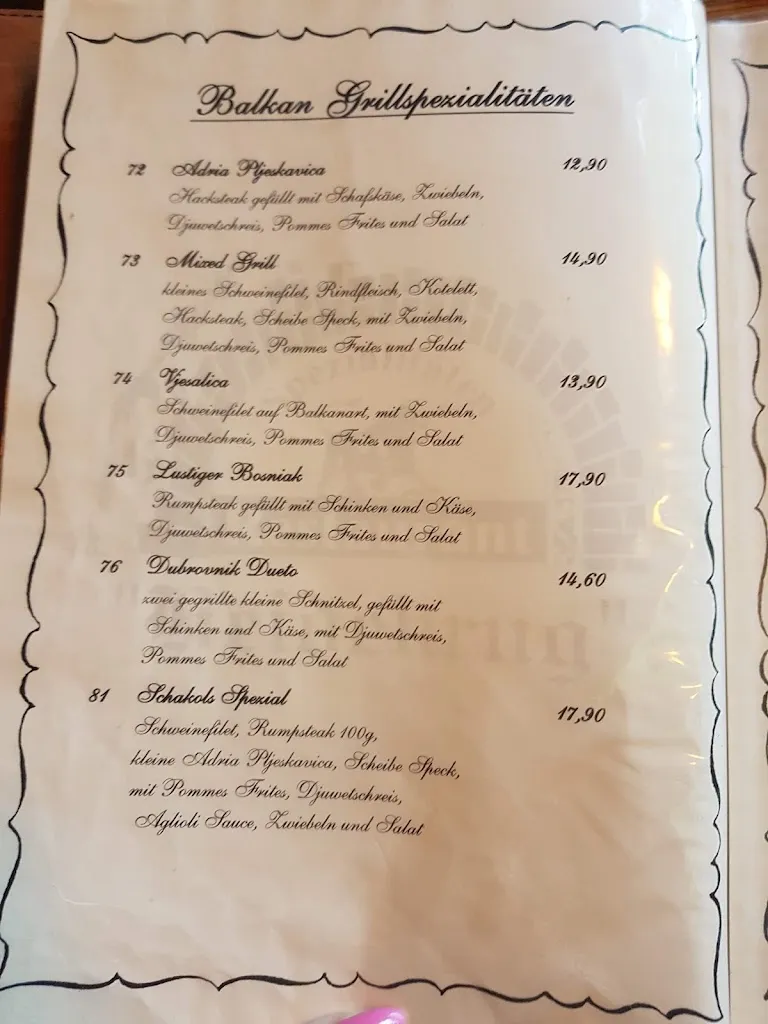 Balkan Grillspezialitäten
72 Adria Pljeskavica 12,90
Hacksteak gefüllt mit Schafskäse, Zwiebeln,
Djuwetschreis, Pommes Frites und Salat
73 Mixed Grill 14,90
kleines Schweinefilet, Rindfleisch, Kotelett,
Hacksteak, Scheibe Speck, mit Zwiebeln,
Djuwetschreis, Pommes Frites und Salat
74 Vjesalica 13,90
Schweinefilet auf Balkanart, mit Zwiebeln,
Djuwetschreis, Pommes Frites und Salat
75 Lustiger Bosniak 17,90
Rumpsteak gefüllt mit Schinken und Käse,
Djuwetschreis, Pommes Frites und Salat
76 Dubrovnik Dueto 14,60
zwei gegrillte kleine Schnitzel, gefüllt mit
Schinken und Käse, mit Djuwetschreis,
Pommes Frites und Salat
81 Schakols Spezial 17,90
Schweinefilet, Rumpsteak 100g,
kleine Adria Pljeskavica, Scheibe Speck,
mit Pommes Frites, Djuwetschreis,
Aglioli Sauce, Zwiebeln und Salat